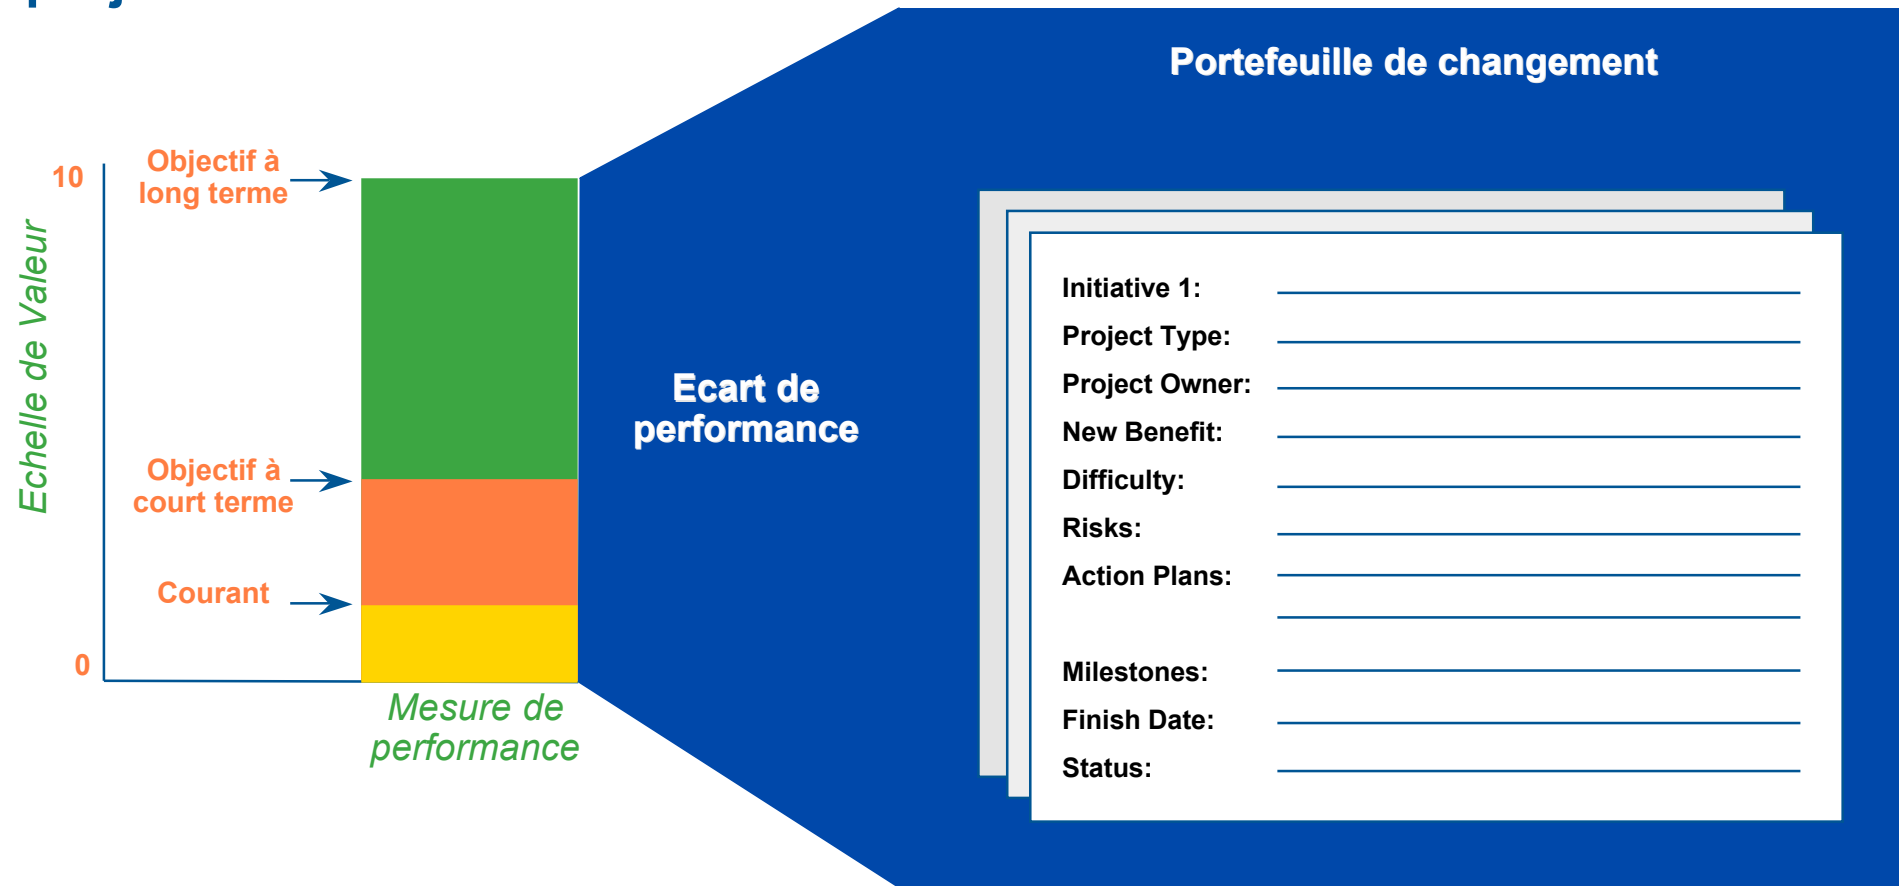 Portefeuille de changement
10
Objectif à
long terme
Echelle de Valeur
Objectif à
court terme
Courant
0
Mesure de
performance
Ecart de
performance
Initiative 1:
Project Type:
Project Owner:
New Benefit:
Difficulty:
Risks:
Action Plans:
Milestones:
Finish Date:
Status: